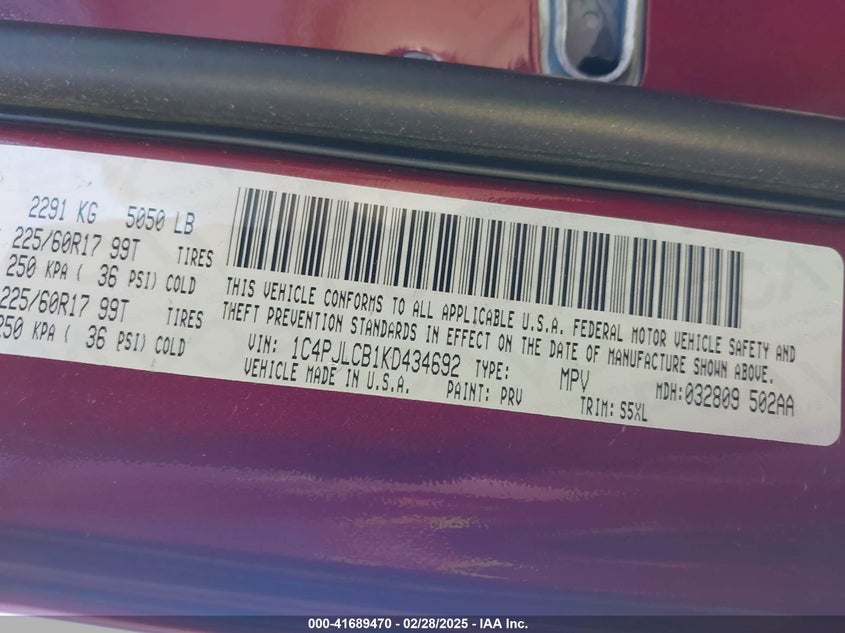 2291 KG 5050 LB
225/60R17 99T TIRES
250 KPA ( 36 PSI) COLD
225/60R17 99T TIRES
250 KPA ( 36 PSI) COLD
THIS VEHICLE CONFORMS TO ALL APPLICABLE U.S.A. FEDERAL MOTOR VEHICLE SAFETY AND
THEFT PREVENTION STANDARDS IN EFFECT ON THE DATE OF MANUFACTURE SHOWN ABOVE.
VIN: 1C4PJLCB1KD434692 TYPE: MPV MDH:032809 502AA
VEHICLE MADE IN U.S.A. PAINT: PRV TRIM: S5XL
000-41689470 - 02/28/2025 - IAA Inc.